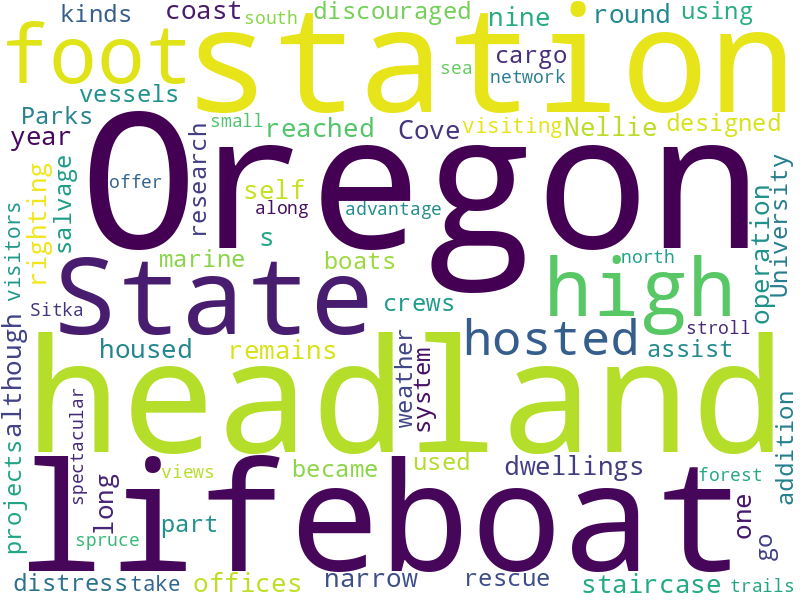 kinds coast south discouraged nine round using
foot station
sea cargo network
vessels
Parks small reached Cove visiting Nellie designed
year
Oregon
research offer self along advantage
righting salvage s
visitors University operation
marine boats north
State high
Sitka crews stroll
hosted
housed remains weather system assist
although
headland
projects spectacular long addition
views became used dwellings forest
lifeboat
part one
spruce go
distress take offices narrow rescue staircase trails